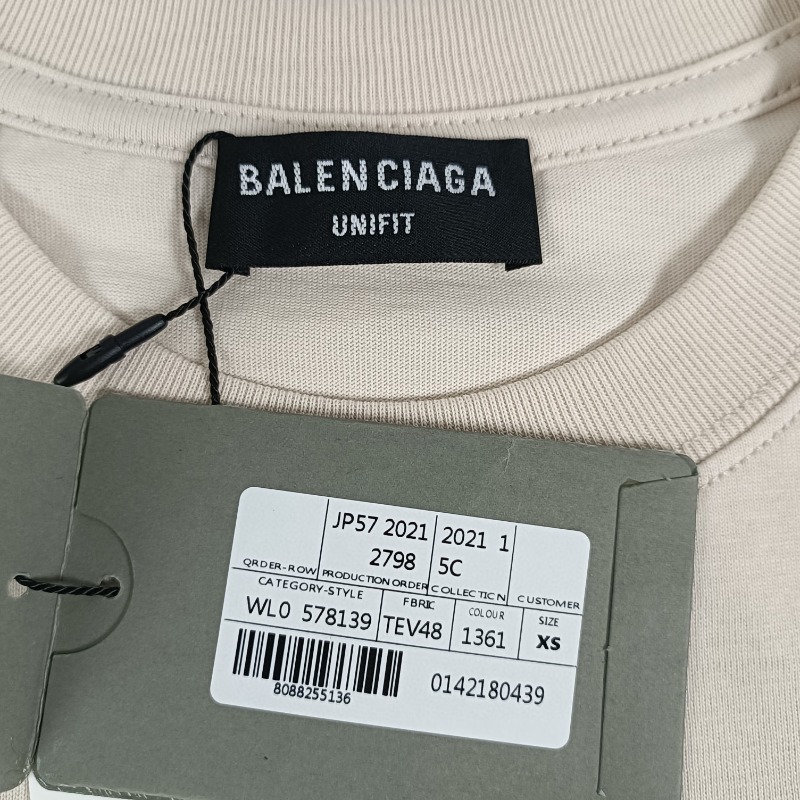 BALENCIAGA
UNIFIT
JP57 2021 2021 1
2798 5C
QRDER-ROW PRODUCTION ORDER COLLECTICN CUSTOMER
CATEGORY-STYLE FBRIC COLOUR SIZE
WL0 578139 TEV48 1361 XS
8088255136 0142180439